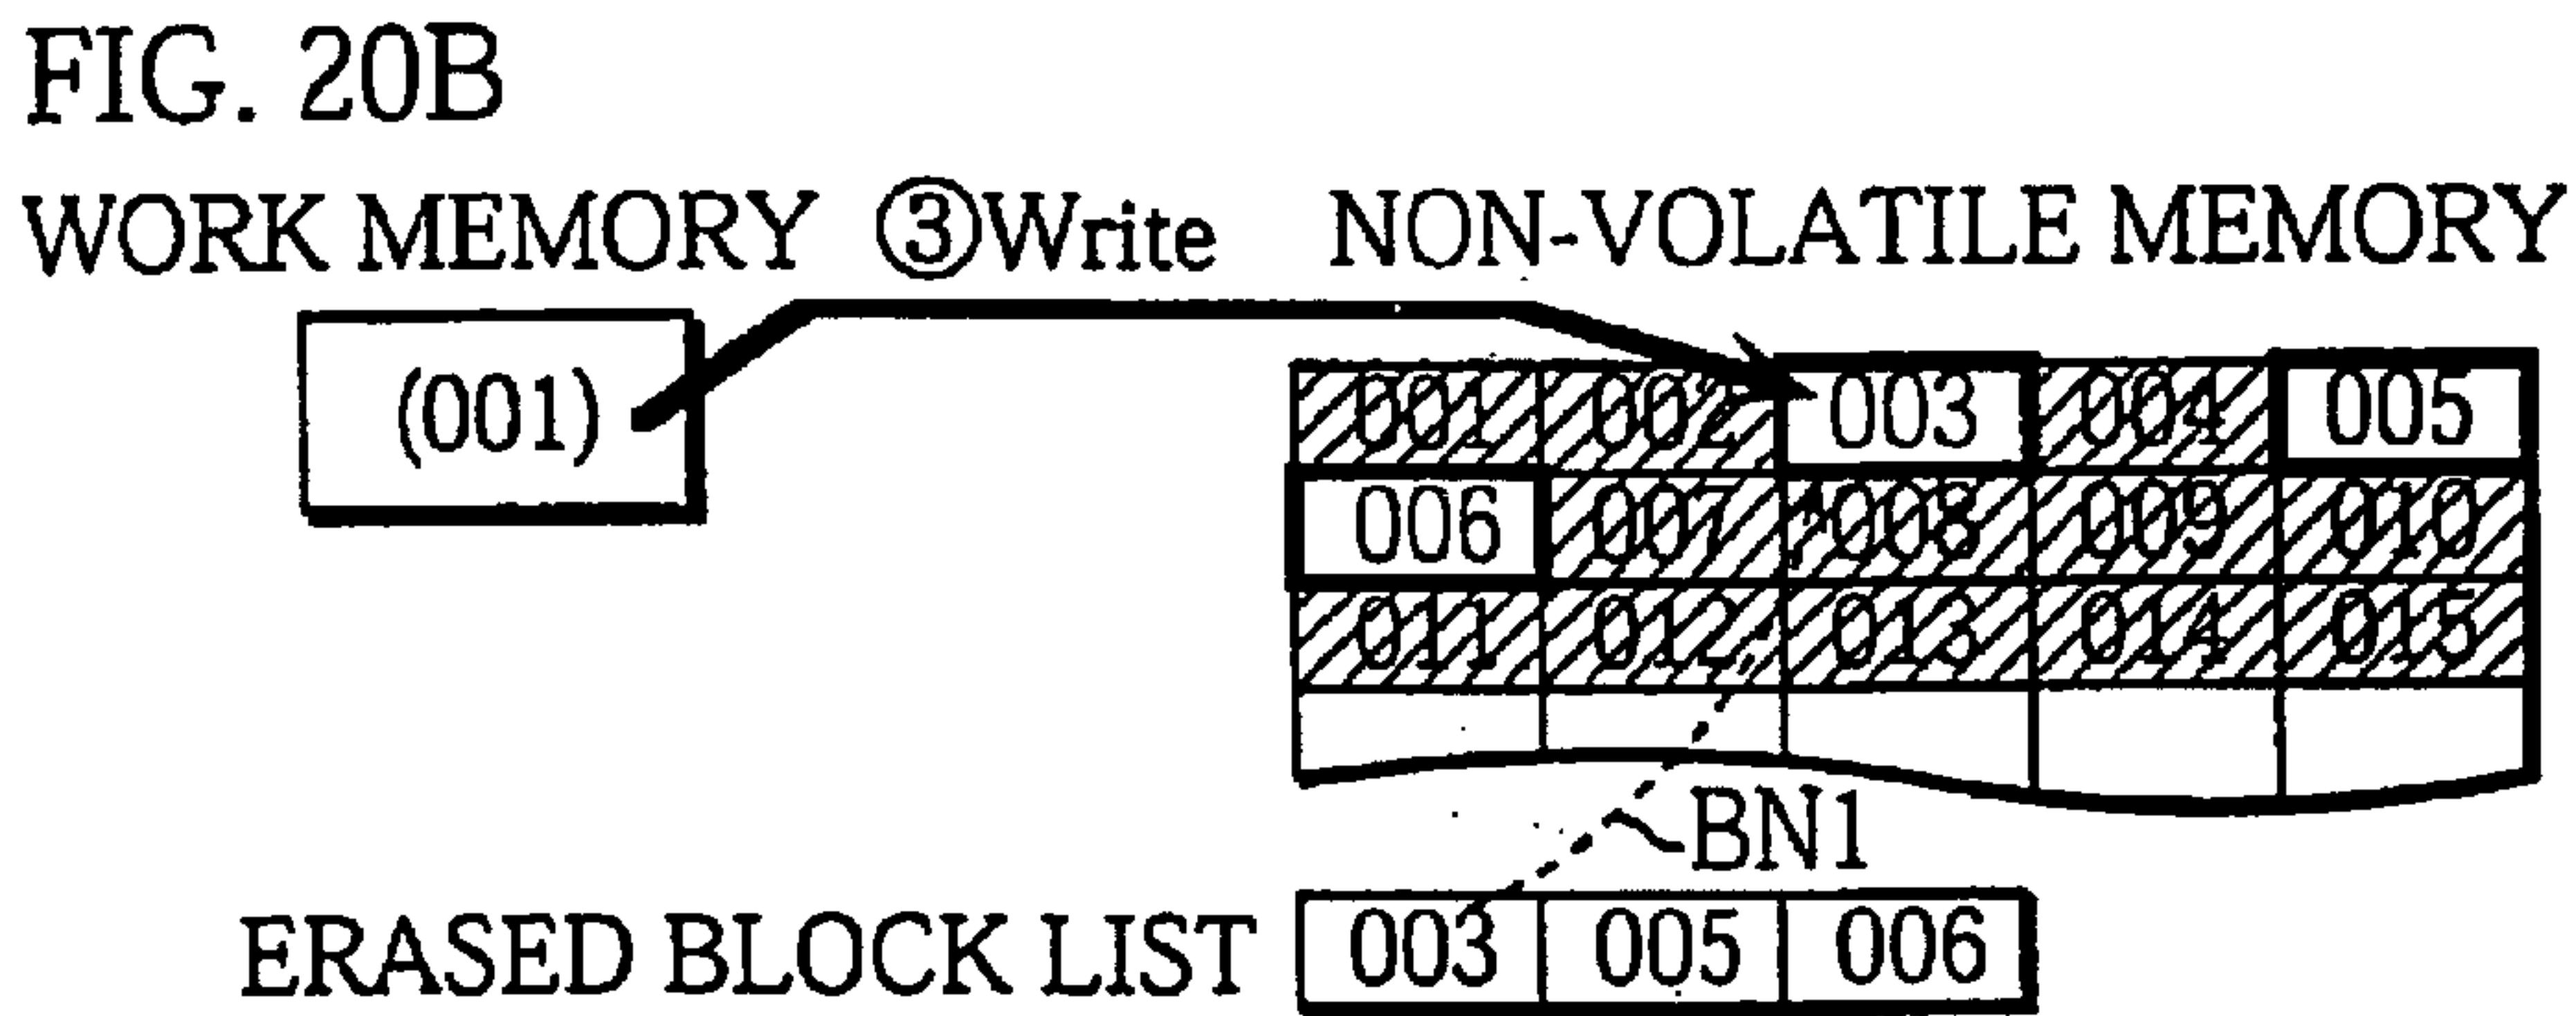 FIG. 20B
WORK MEMORY ③Write NON-VOLATILE MEMORY
(001)
001 002 003 004 005
006 007 008 009 010
011 012 013 014 015
BN1
ERASED BLOCK LIST 003 005 006